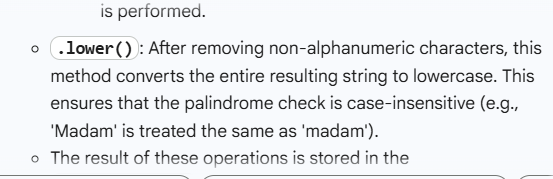 is performed.
.lower(): After removing non-alphanumeric characters, this
method converts the entire resulting string to lowercase. This
ensures that the palindrome check is case-insensitive (e.g.,
'Madam' is treated the same as 'madam').
The result of these operations is stored in the